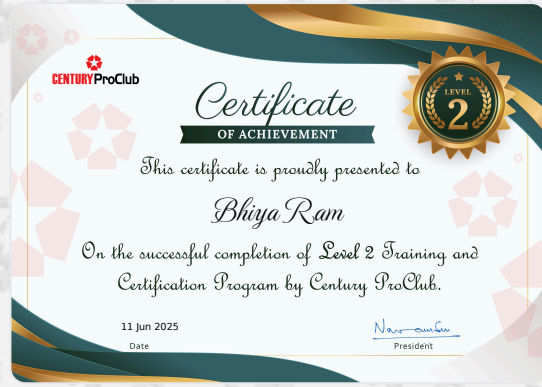 CENTURY ProClub
Certificate
OF ACHIEVEMENT
LEVEL
2
This certificate is proudly presented to
Bhiya Ram
On the successful completion of Level 2 Training and
Certification Program by Century ProClub.
11 Jun 2025
Date
President